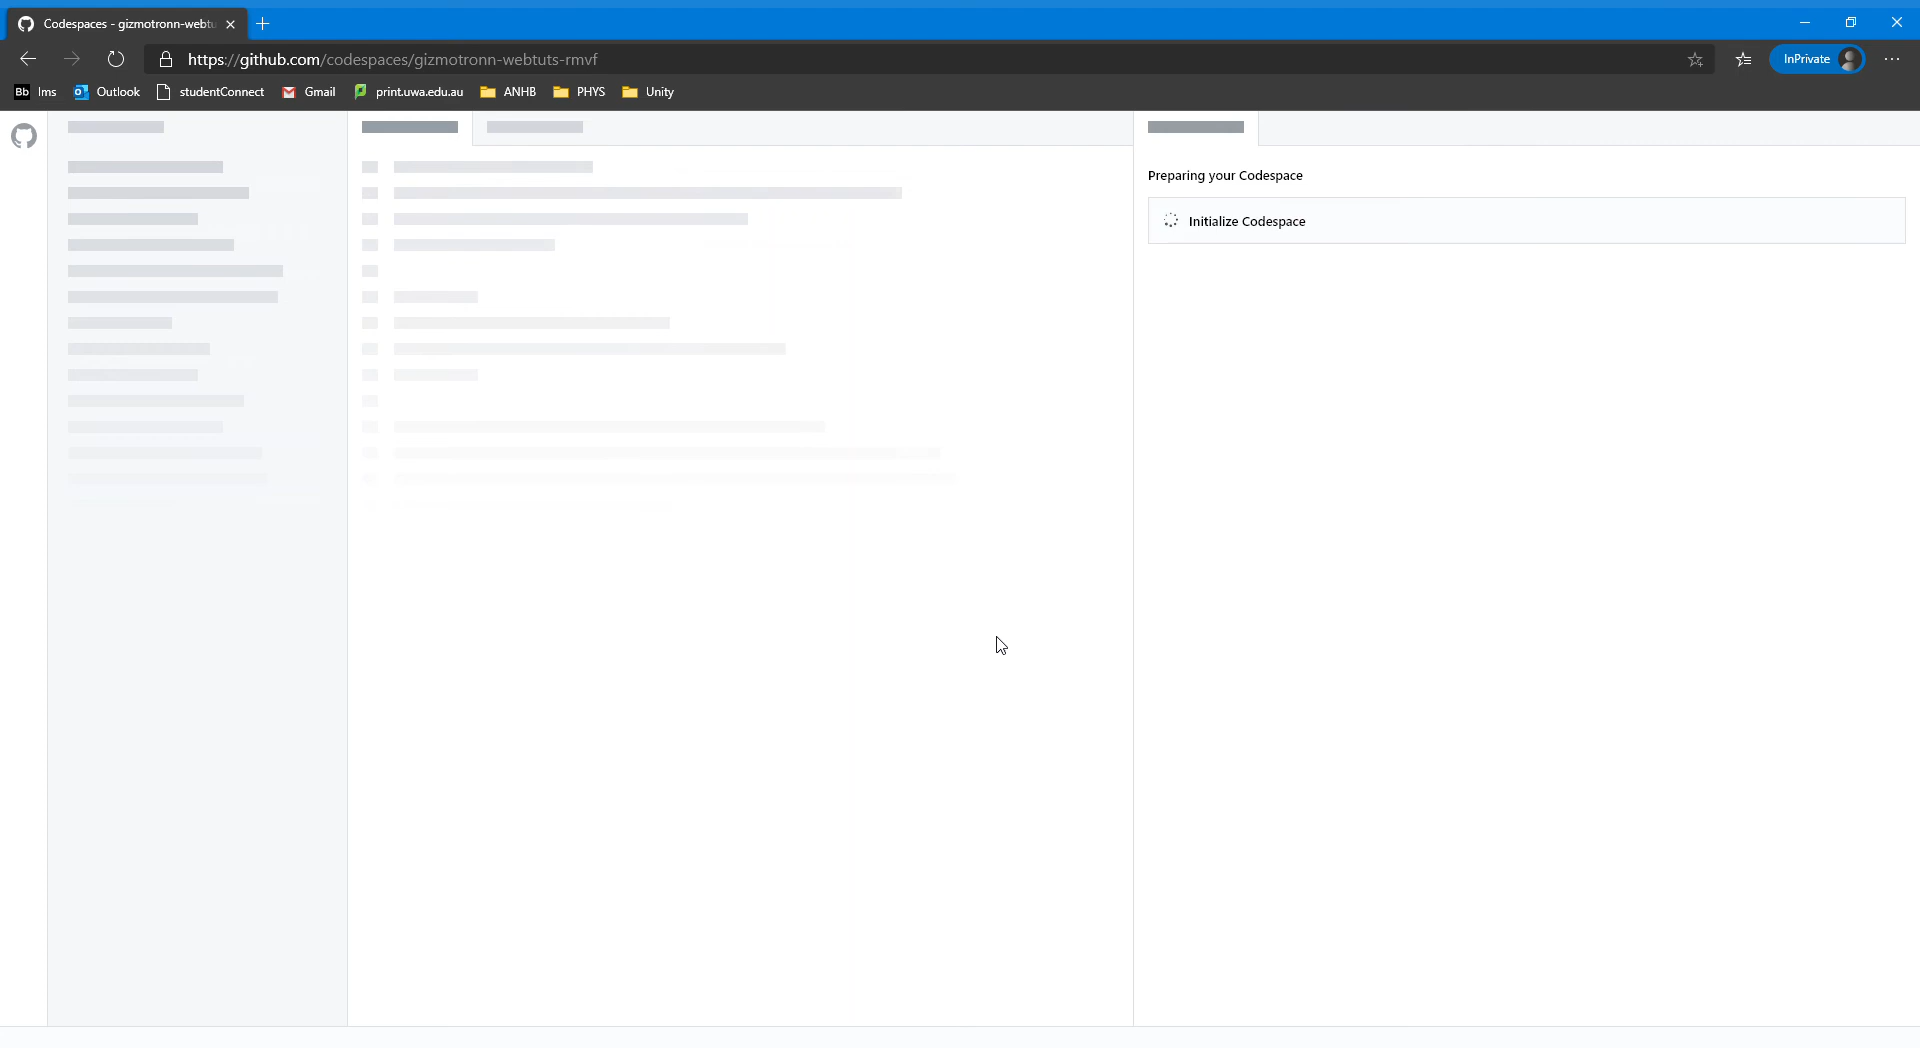 Codespaces - gizmotronn-webtu
https://github.com/codespaces/gizmotronn-webtuts-rmvf
InPrivate
Bb lms Outlook studentConnect Gmail print.uwa.edu.au ANHB PHYS Unity
Preparing your Codespace
Initialize Codespace